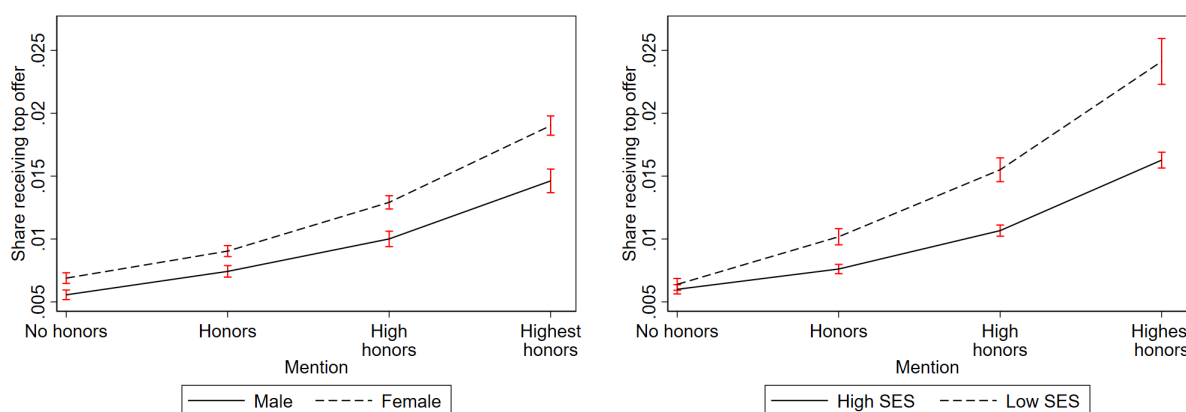 Share receiving top offer
.025
.02
.015
.01
.005
No honors
Honors
High
honors
Highest
honors
Mention
Male
Female
Share receiving top offer
.025
.02
.015
.01
.005
No honors
Honors
High
honors
Highest
honors
Mention
High SES
Low SES